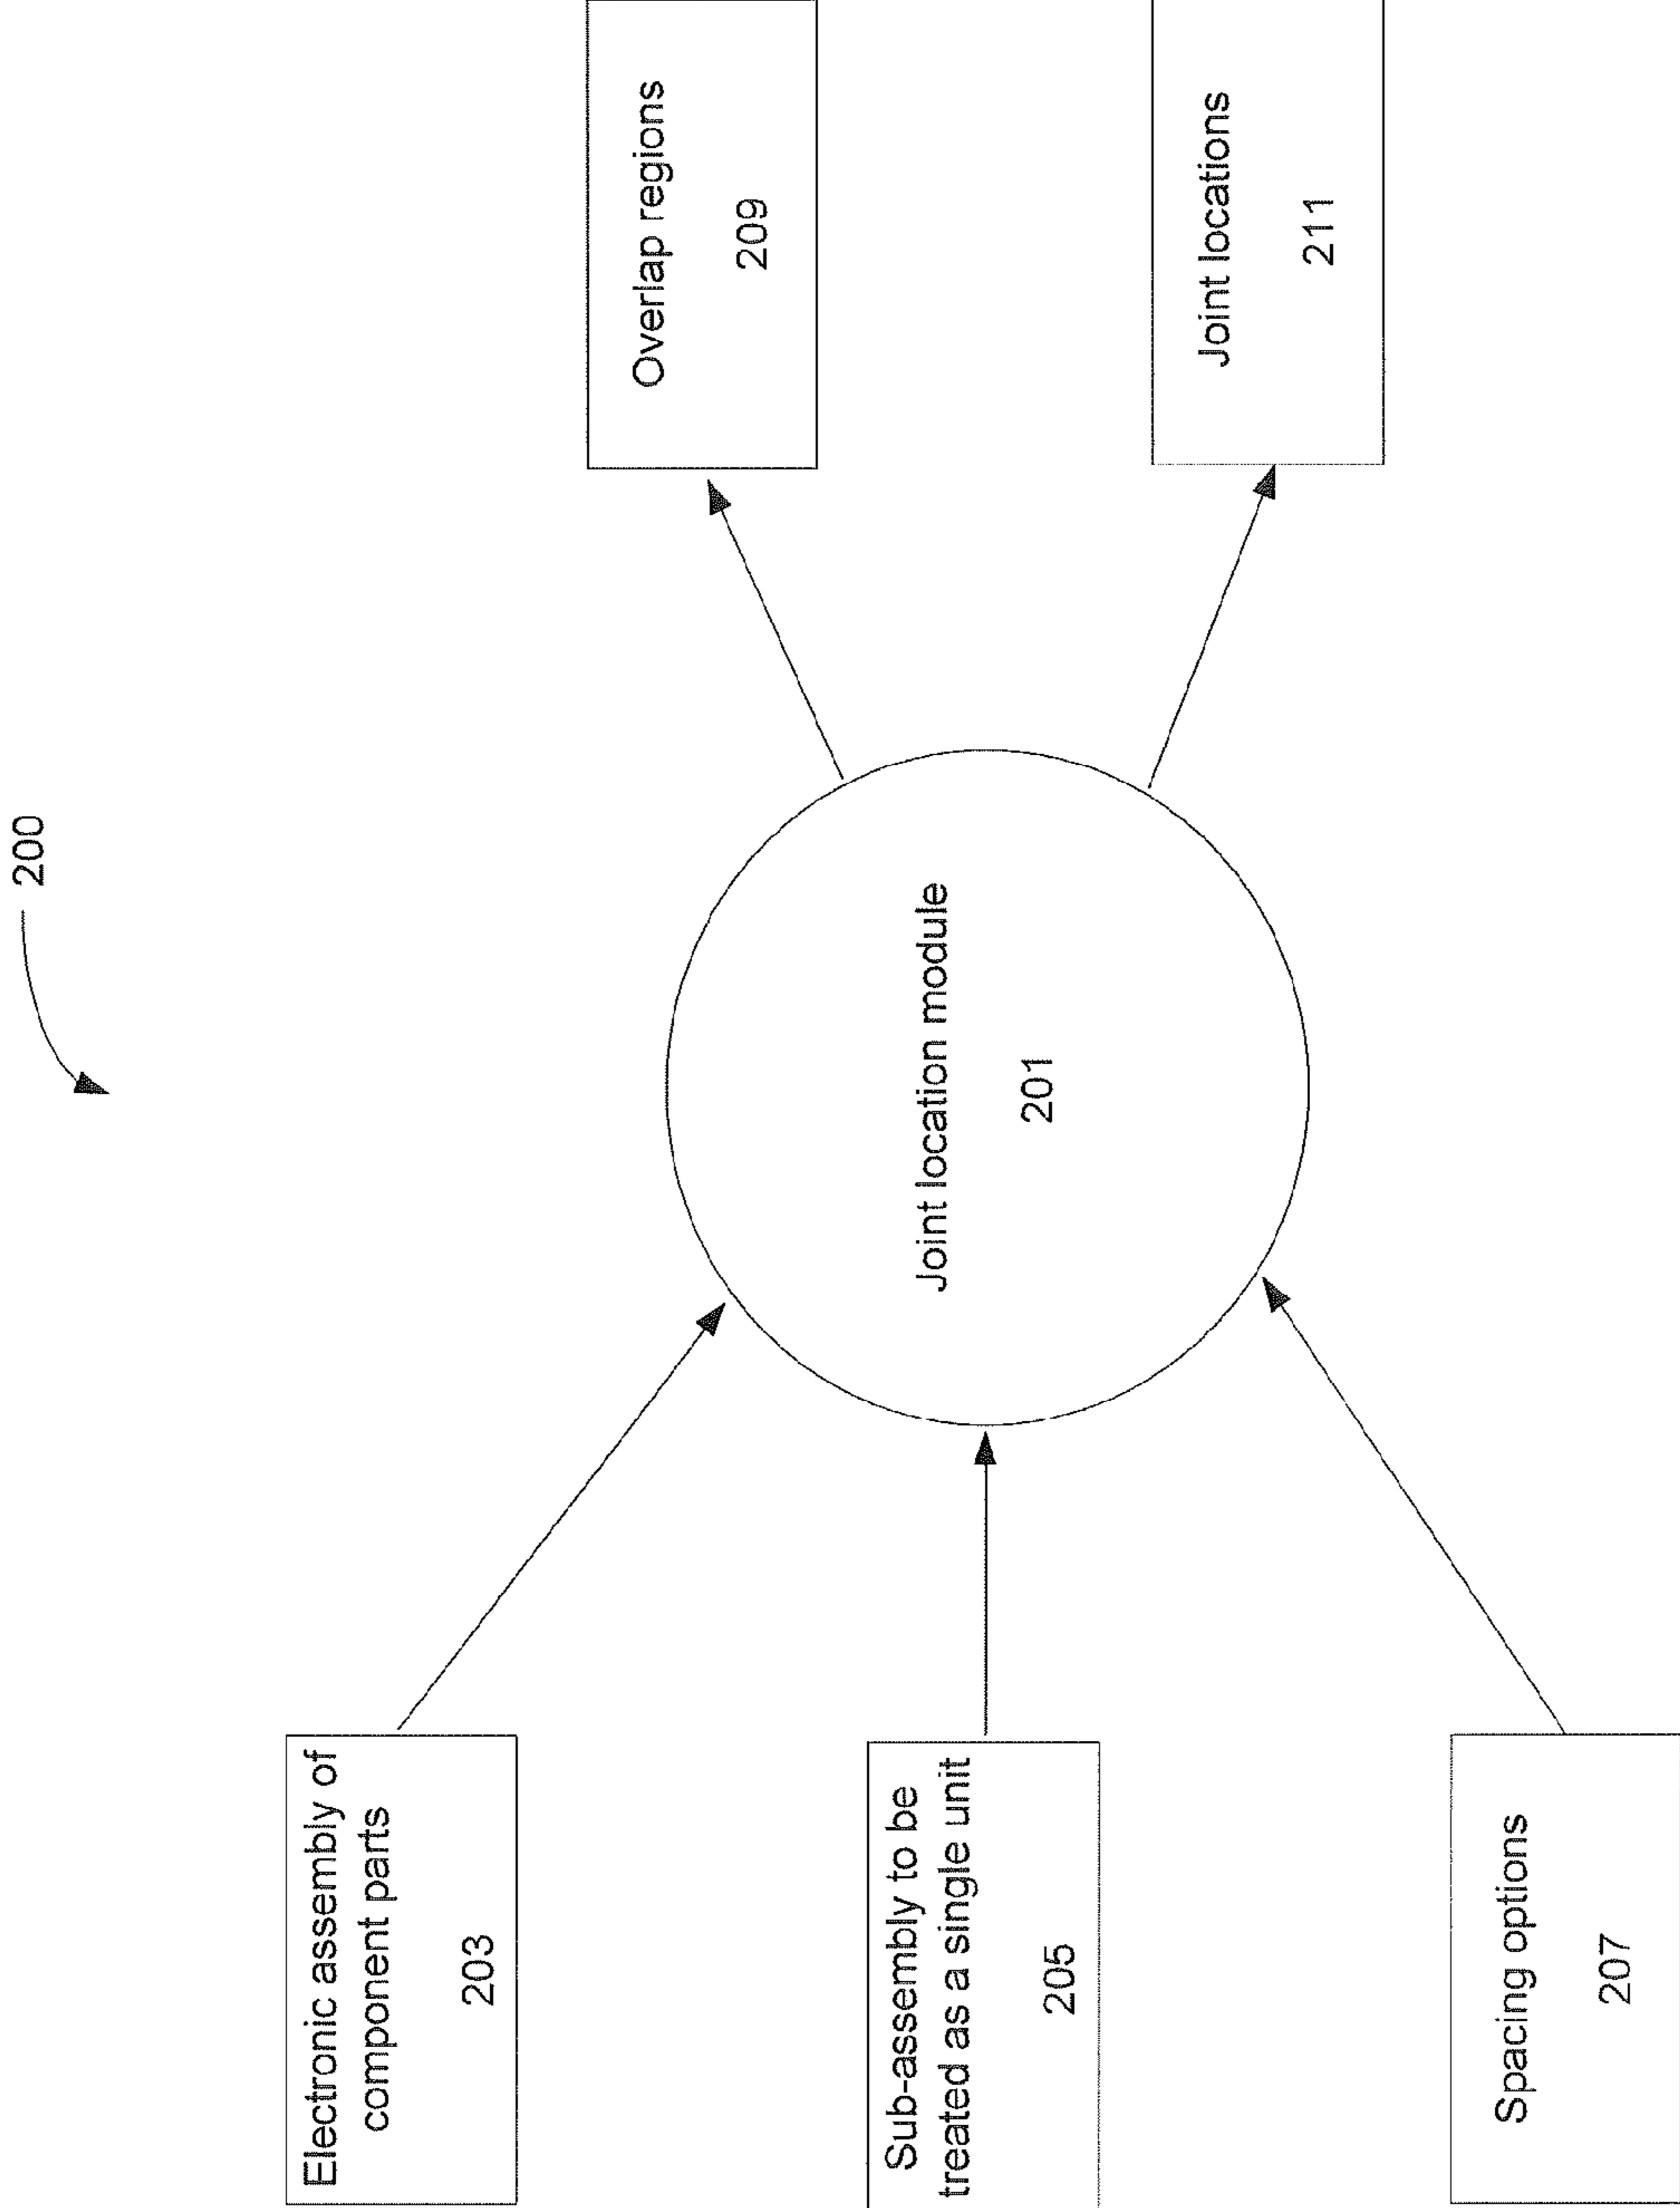 200
Electronic assembly of
component parts
203
Sub-assembly to be
treated as a single unit
205
Spacing options
207
Joint location module
201
Overlap regions
209
Joint locations
211